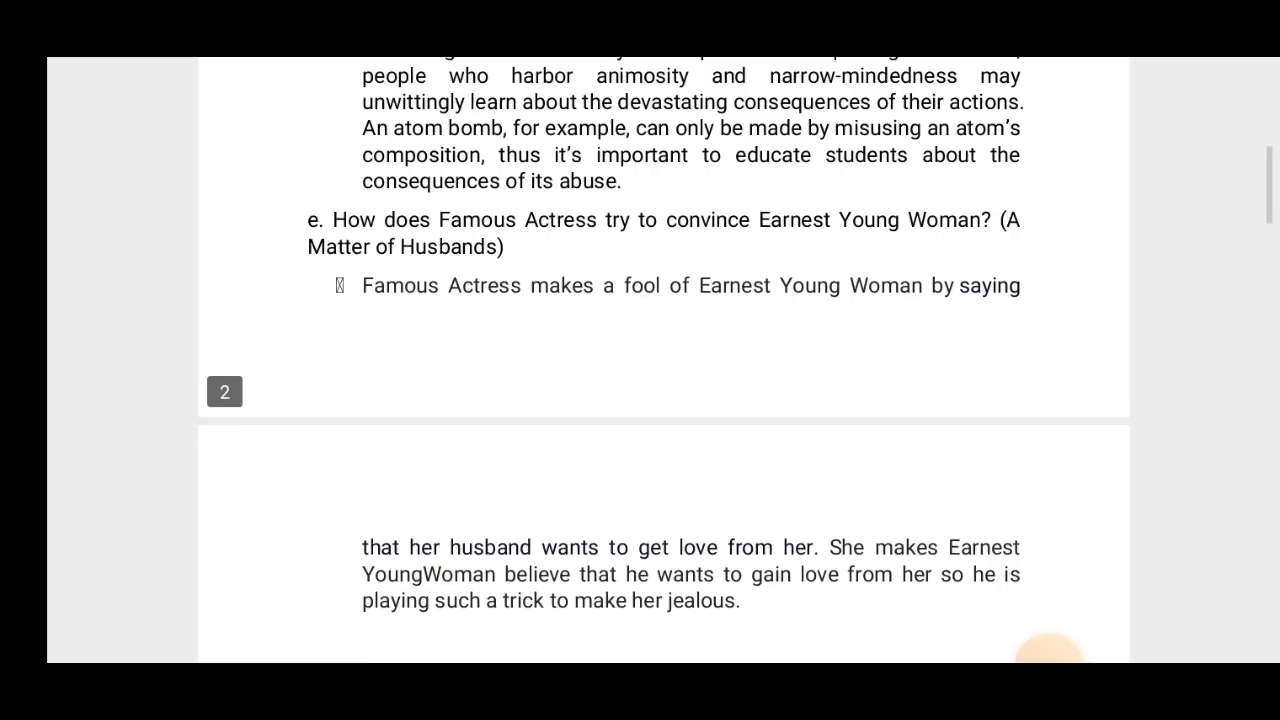 people who harbor animosity and narrow-mindedness may
unwittingly learn about the devastating consequences of their actions.
An atom bomb, for example, can only be made by misusing an atom's
composition, thus it's important to educate students about the
consequences of its abuse.
e. How does Famous Actress try to convince Earnest Young Woman? (A
Matter of Husbands)
Famous Actress makes a fool of Earnest Young Woman by saying
2
that her husband wants to get love from her. She makes Earnest
YoungWoman believe that he wants to gain love from her so he is
playing such a trick to make her jealous.